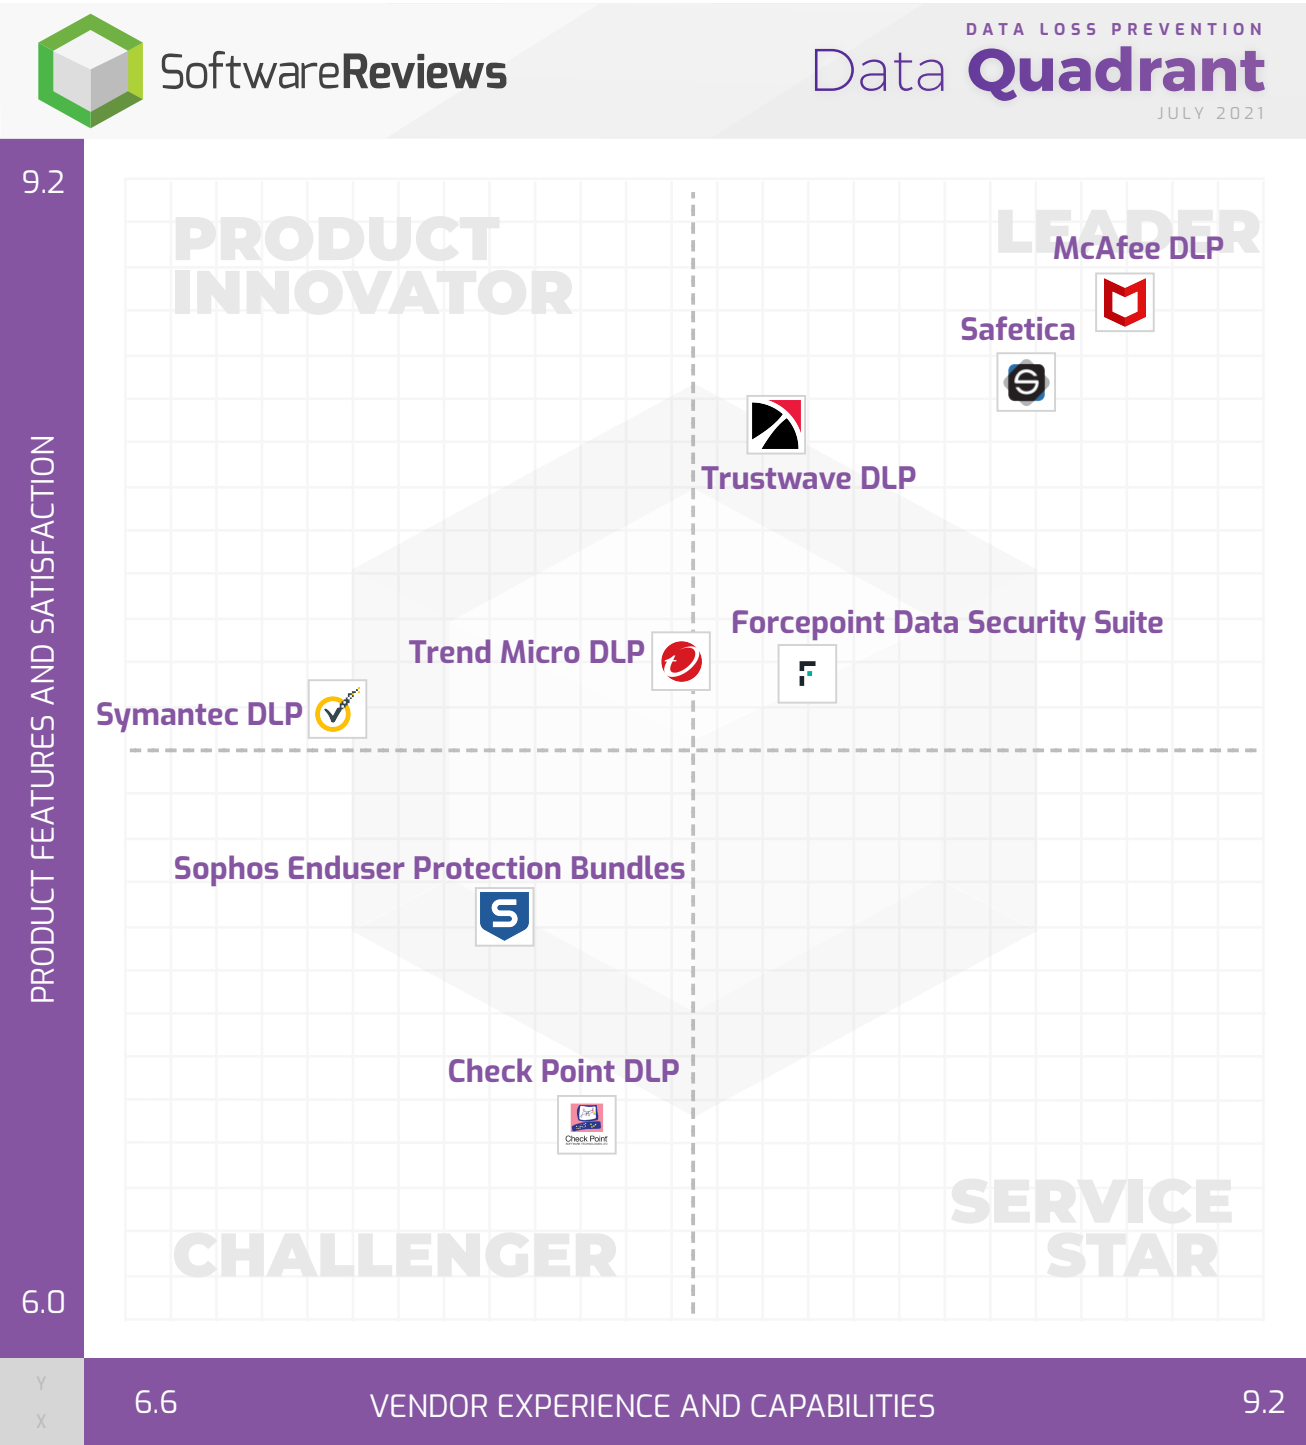 SoftwareReviews
DATA LOSS PREVENTION
Data Quadrant
JULY 2021
9.2
PRODUCT
INNOVATOR
LEADER
McAfee DLP
Safetica
Trustwave DLP
PRODUCT FEATURES AND SATISFACTION
Forcepoint Data Security Suite
Trend Micro DLP
Symantec DLP
Sophos Enduser Protection Bundles
S
Check Point DLP
Check Point
SERVICE
STAR
CHALLENGER
6.0
Y
X
6.6
VENDOR EXPERIENCE AND CAPABILITIES
9.2